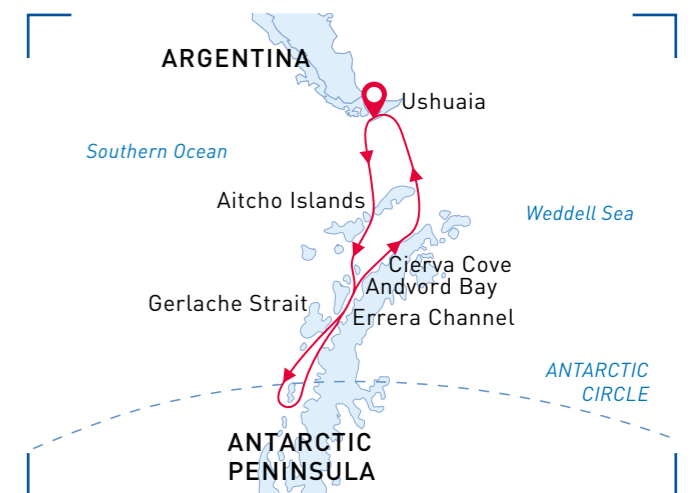 ARGENTINA
Ushuaia
Southern Ocean
Aitcho Islands
Weddell Sea
Cierva Cove
Andvord Bay
Gerlache Strait
Errera Channel
ANTARCTIC
CIRCLE
ANTARCTIC
PENINSULA